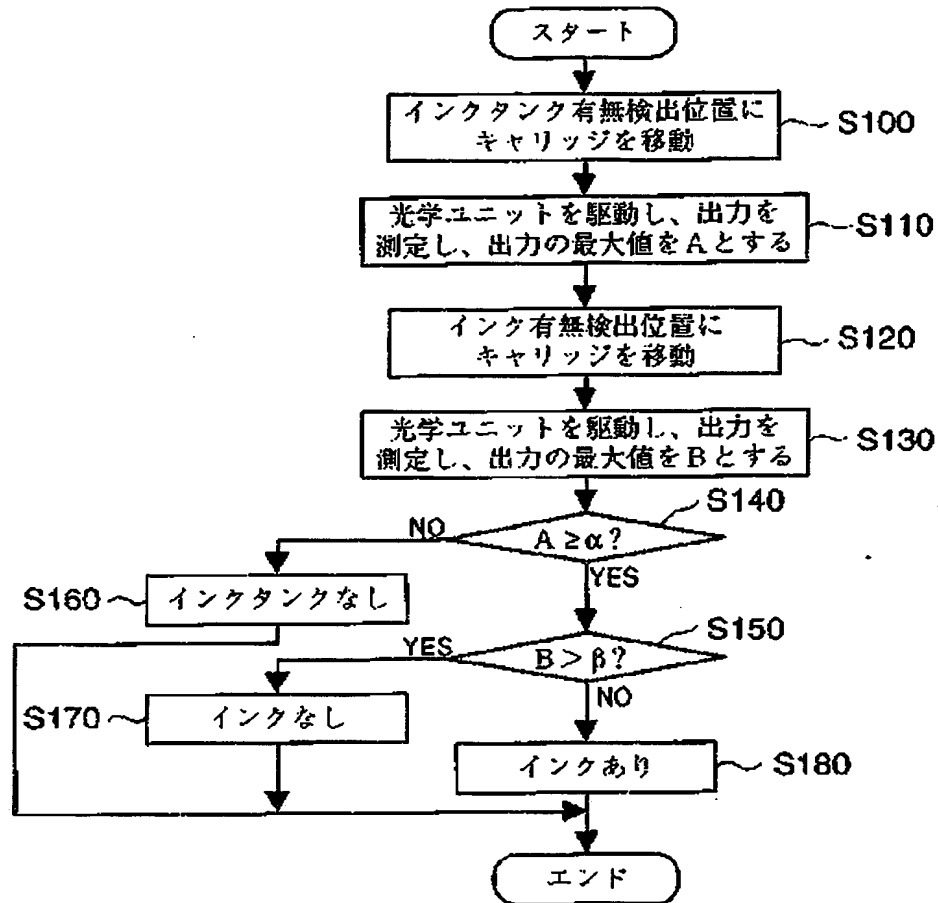 スタート
インクタンク有無検出位置に
キャリッジを移動
S100
光学ユニットを駆動し、出力を
測定し、出力の最大値をAとする
S110
インク有無検出位置に
キャリッジを移動
S120
光学ユニットを駆動し、出力を
測定し、出力の最大値をBとする
S130
S140
NO
A≥α?
YES
S160
インクタンクなし
S150
YES
B>β?
NO
S170
インクなし
インクあり
S180
エンド